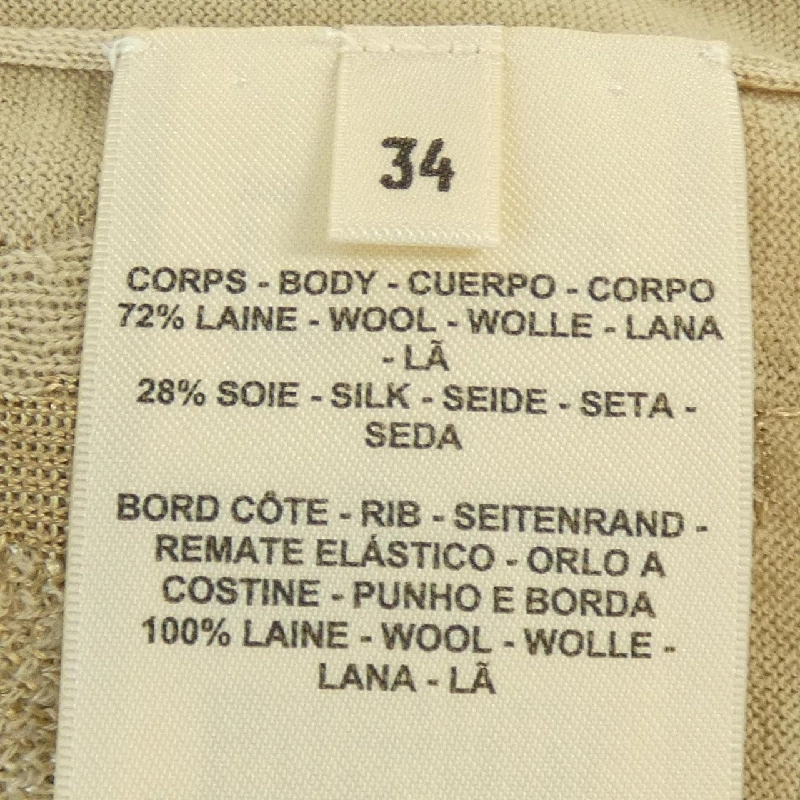 34
CORPS - BODY - CUERPO - CORPO
72% LAINE - WOOL - WOLLE - LANA
- LÃ
28% SOIE - SILK - SEIDE - SETA -
SEDA
BORD CÔTE - RIB - SEITENRAND -
REMATE ELÁSTICO - ORLO A
COSTINE - PUNHO E BORDA
100% LAINE - WOOL - WOLLE -
LANA - LÃ